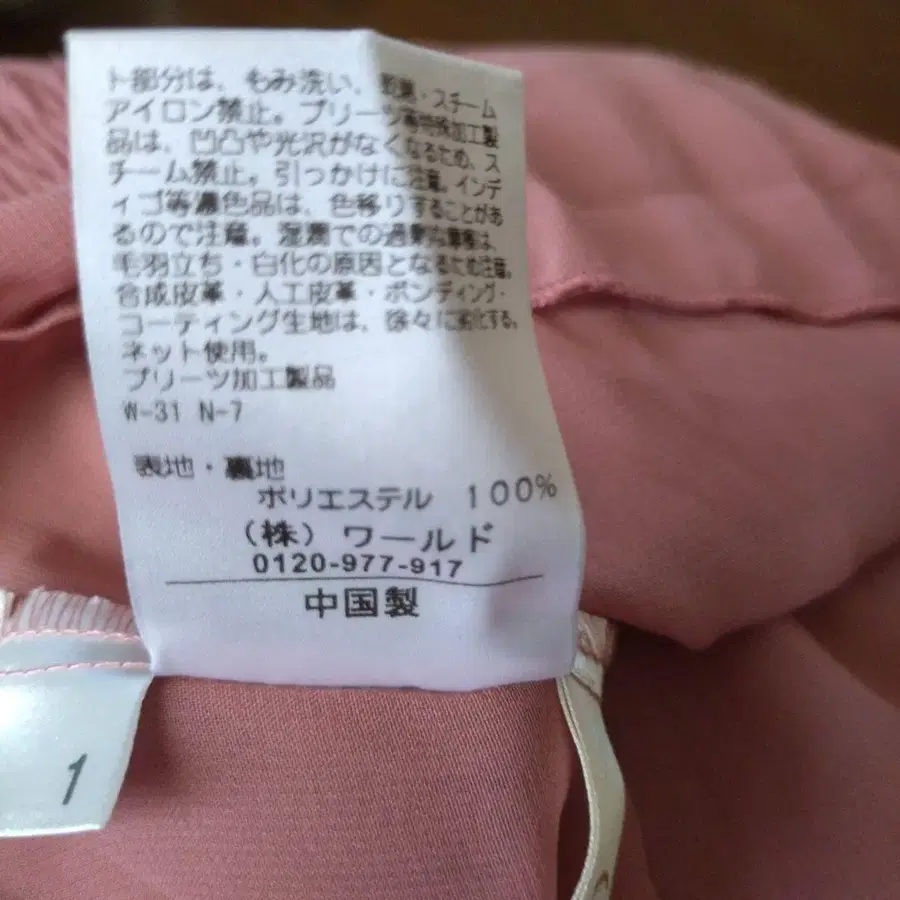 ト部分は、もみ洗い、脱蒸・スチーム
アイロン禁止。プリーツ等特殊加工製
品は、凹凸や光沢がなくなるため、ス
チーム禁止。引っかけに注意。インデ
ィゴ等濃色品は、色移りすることがあ
るので注意。湿潤での過剰な摩擦は、
毛羽立ち・白化の原因となるため注意。
合成皮革・人工皮革・ボンディング・
コーティング生地は、徐々に劣化する。
ネット使用。
プリーツ加工製品
W-31 N-7
表地・裏地
ポリエステル 100%
(株) ワールド
0120-977-917
中国製
1